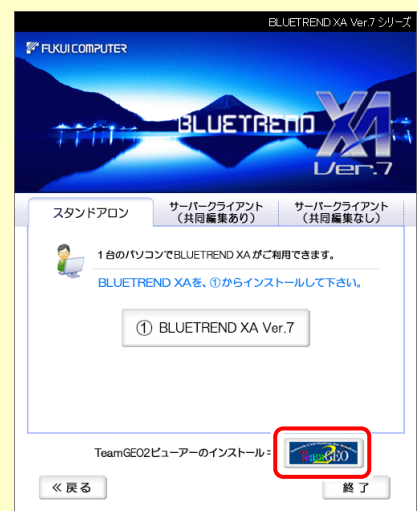 BLUETREND XA Ver.7 シリーズ
FUKUI COMPUTER
BLUETREND XA
Ver.7
スタンドアロン
サーバークライアント
（共同編集あり）
サーバークライアント
（共同編集なし）
1台のパソコンでBLUETREND XAがご利用できます。
BLUETREND XAを、①からインストールして下さい。
① BLUETREND XA Ver.7
TeamGEO2ビューアーのインストール：
TeamGEO
2
≪戻る
終 了